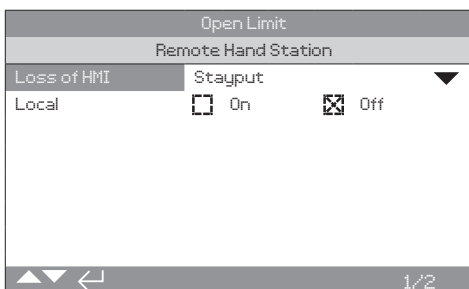 Open Limit
Remote Hand Station
Loss of HMI Stayput
Local On Off
1/2